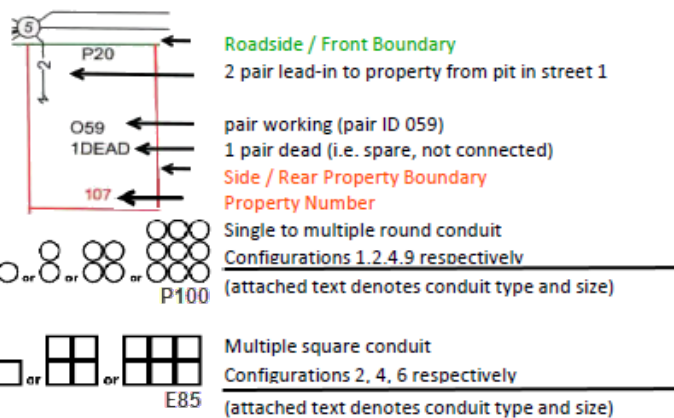 5
Roadside / Front Boundary
P20
2 pair lead-in to property from pit in street 1
2
O59
pair working (pair ID 059)
1DEAD
1 pair dead (i.e. spare, not connected)
Side / Rear Property Boundary
107
Property Number
Single to multiple round conduit
or or or
Configurations 1.2.4.9 respectively
P100
(attached text denotes conduit type and size)
Multiple square conduit
or or
Configurations 2, 4, 6 respectively
E85
(attached text denotes conduit type and size)